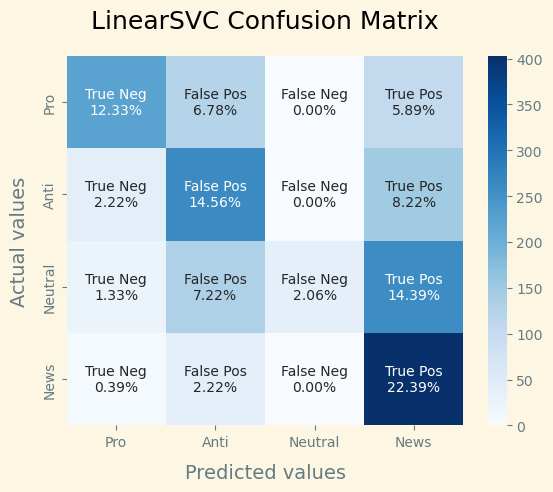 LinearSVC Confusion Matrix
Actual values
Pro
True Neg
12.33%
False Pos
6.78%
False Neg
0.00%
True Pos
5.89%
Anti
True Neg
2.22%
False Pos
14.56%
False Neg
0.00%
True Pos
8.22%
Neutral
True Neg
1.33%
False Pos
7.22%
False Neg
2.06%
True Pos
14.39%
News
True Neg
0.39%
False Pos
2.22%
False Neg
0.00%
True Pos
22.39%
Pro
Anti
Neutral
News
Predicted values
400
350
300
250
200
150
100
50
0